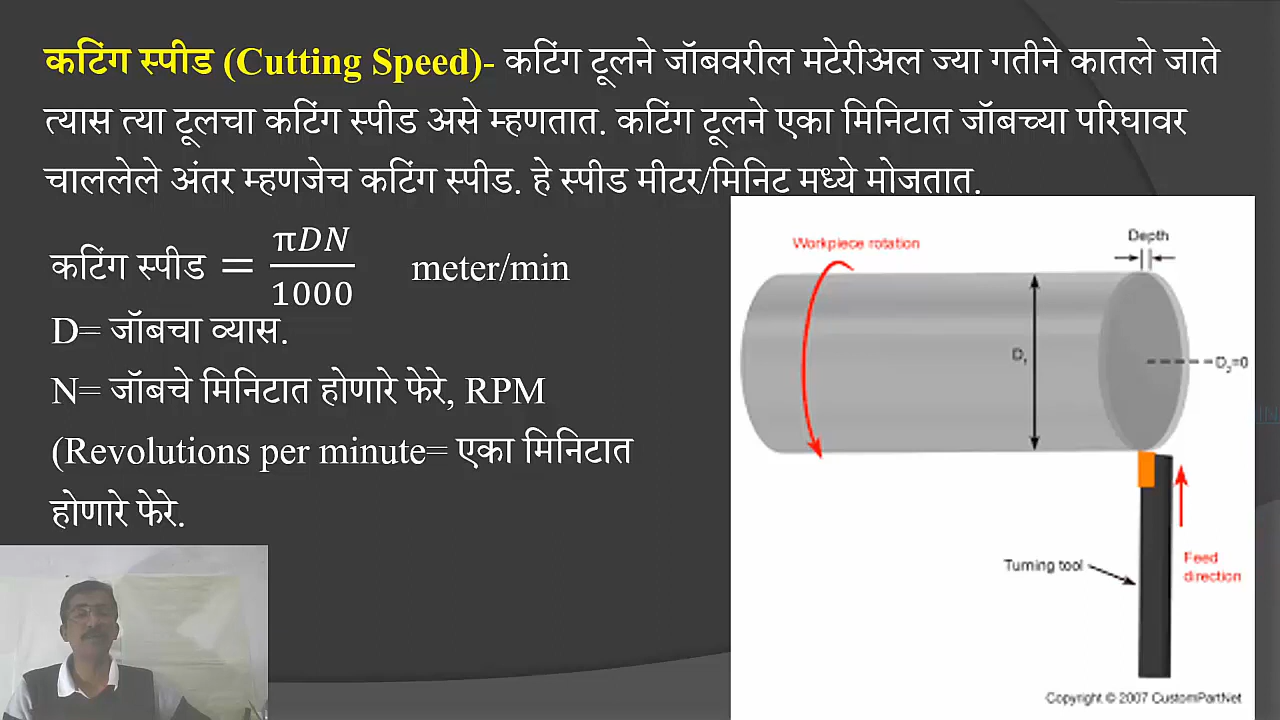 कटिंग स्पीड (Cutting Speed)- कटिंग टूलने जॉबवरील मटेरीअल ज्या गतीने कातले जाते
त्यास त्या टूलचा कटिंग स्पीड असे म्हणतात. कटिंग टूलने एका मिनिटात जॉबच्या परिघावर
चाललेले अंतर म्हणजेच कटिंग स्पीड. हे स्पीड मीटर/मिनिट मध्ये मोजतात.
कटिंग स्पीड = πDN/1000 meter/min
D= जॉबचा व्यास.
N= जॉबचे मिनिटात होणारे फेरे, RPM
(Revolutions per minute= एका मिनिटात
होणारे फेरे.
Workpiece rotation
Depth
D₁
D₂=0
Turning tool
Feed
direction
Copyright © 2007 CustomPartNet